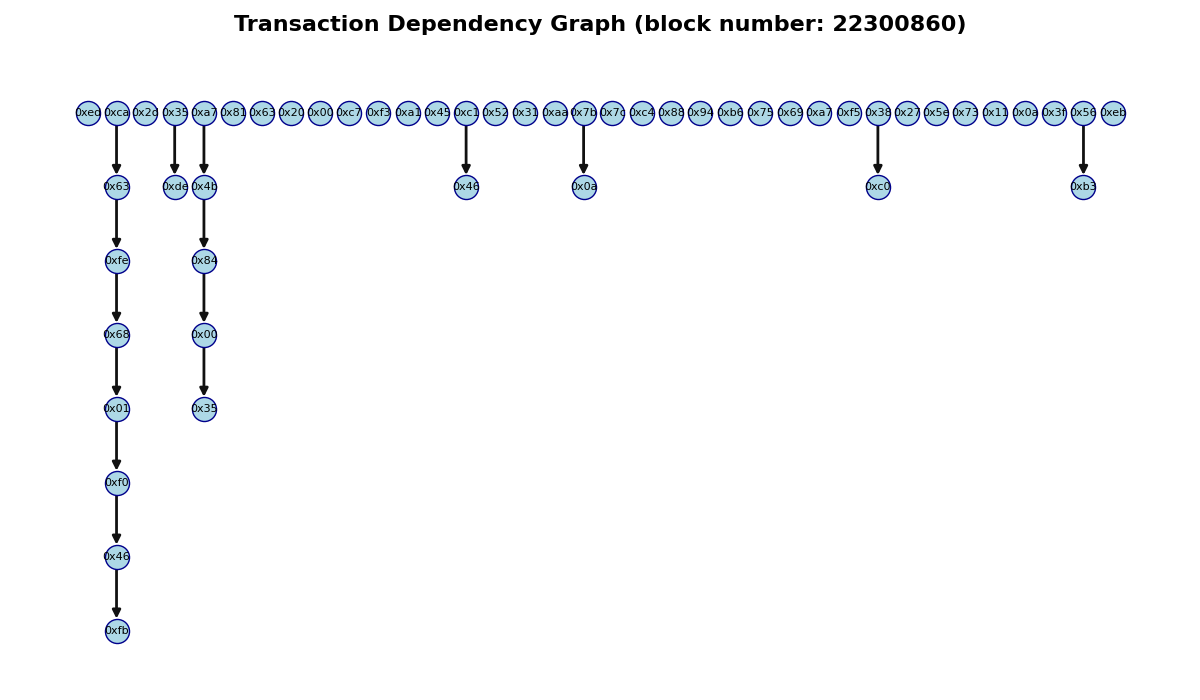 Transaction Dependency Graph (block number: 22300860)
0xec 0xca 0x2c 0x35 0xa7 0x81 0x63 0x20 0x00 0xc7 0xf3 0xa1 0x45 0xc1 0x52 0x31 0xaa 0x7b 0x7c 0xc4 0x88 0x94 0xb6 0x75 0x69 0xa7 0xf5 0x38 0x27 0x5e 0x73 0x11 0x0a 0x3f 0x56 0xeb
0x63 0xde 0x4b 0x46 0x0a 0xc0 0xb3
0xfe 0x84
0x68 0x00
0x01 0x35
0xf0
0x46
0xfb